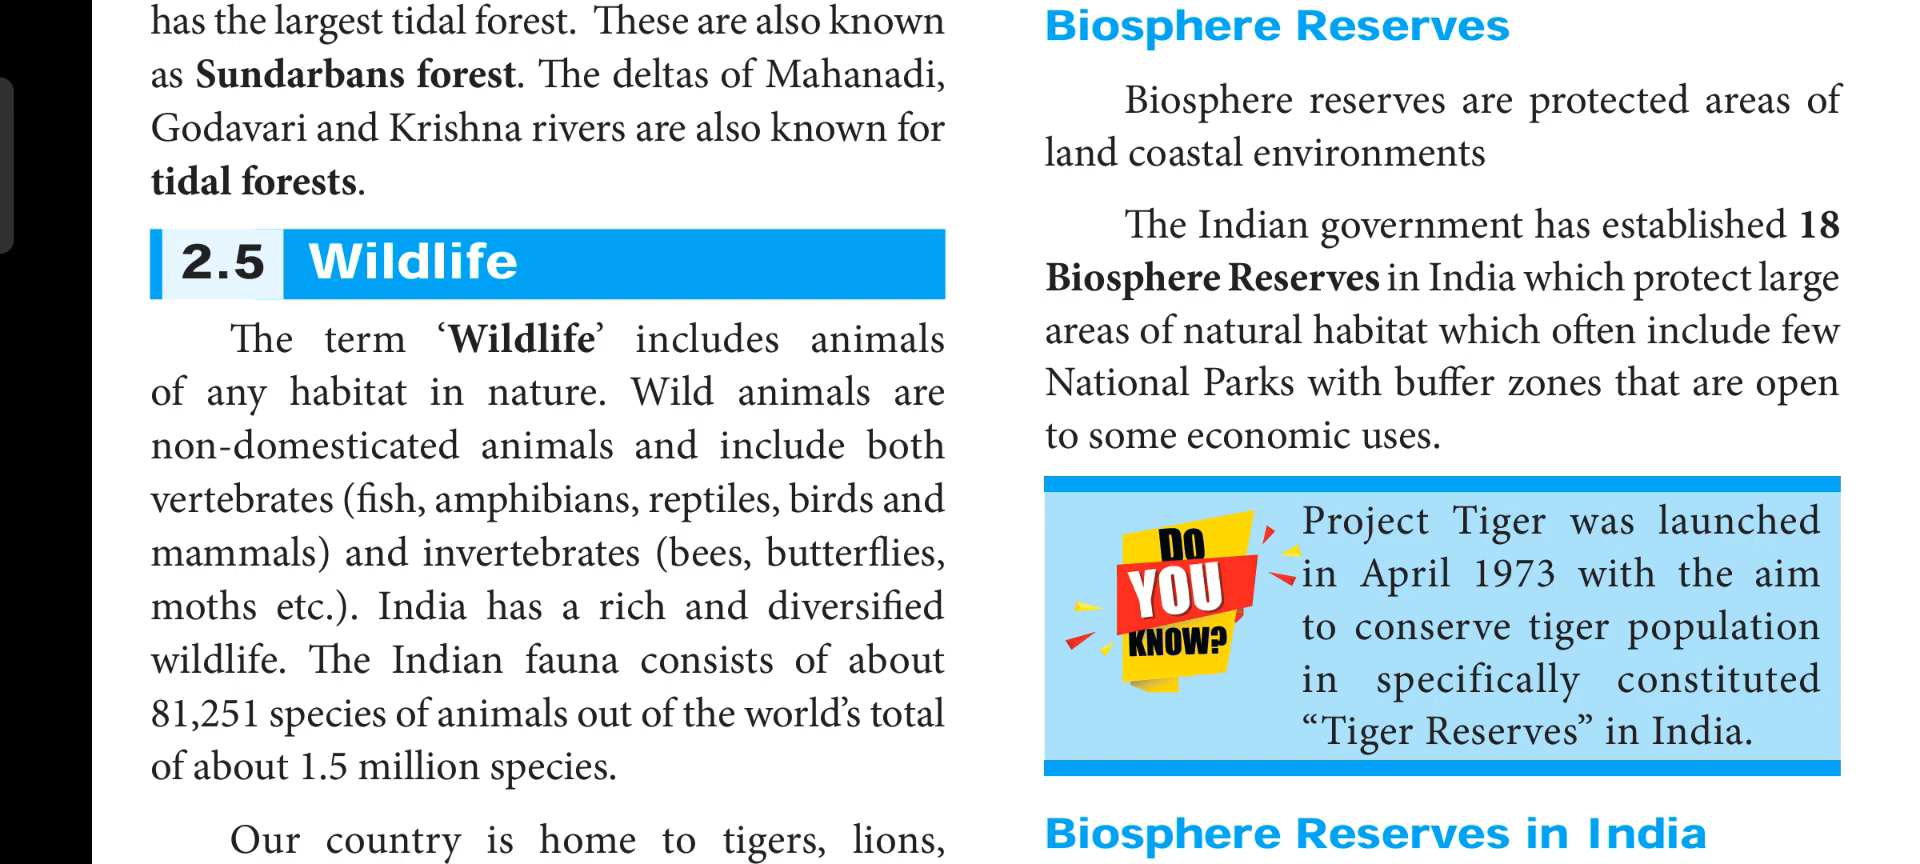 has the largest tidal forest. These are also known
as Sundarbans forest. The deltas of Mahanadi,
Godavari and Krishna rivers are also known for
tidal forests.
2.5 Wildlife
The term ‘Wildlife’ includes animals
of any habitat in nature. Wild animals are
non-domesticated animals and include both
vertebrates (fish, amphibians, reptiles, birds and
mammals) and invertebrates (bees, butterflies,
moths etc.). India has a rich and diversified
wildlife. The Indian fauna consists of about
81,251 species of animals out of the world’s total
of about 1.5 million species.
Our country is home to tigers, lions,
Biosphere Reserves
Biosphere reserves are protected areas of
land coastal environments
The Indian government has established 18
Biosphere Reserves in India which protect large
areas of natural habitat which often include few
National Parks with buffer zones that are open
to some economic uses.
DO
YOU
KNOW?
Project Tiger was launched
in April 1973 with the aim
to conserve tiger population
in specifically constituted
“Tiger Reserves” in India.
Biosphere Reserves in India